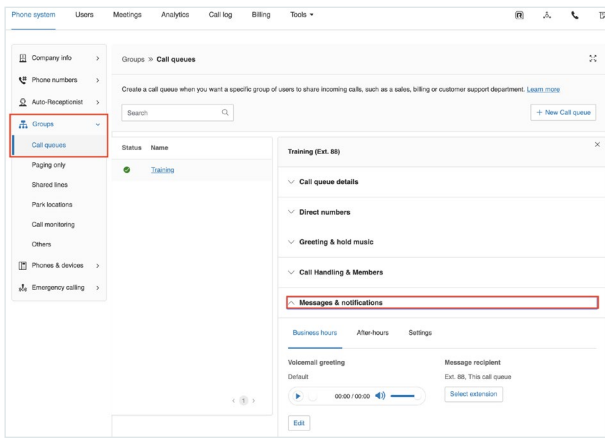 Phone system Users Meetings Analytics Call log Billing Tools
Company info
Phone numbers
Auto-Receptionist
Groups
Call queues
Paging only
Shared lines
Park locations
Call monitoring
Others
Phones & devices
Emergency calling
Groups » Call queues
Create a call queue when you want a specific group of users to share incoming calls, such as a sales, billing or customer support department. Learn more
Search
+ New Call queue
Status Name
Training
< 1 >
Training (Ext. 88)
×
Call queue details
Direct numbers
Greeting & hold music
Call Handling & Members
Messages & notifications
Business hours After-hours Settings
Voicemail greeting
Default
00:00 / 00:00
Edit
Message recipient
Ext. 88, This call queue
Select extension